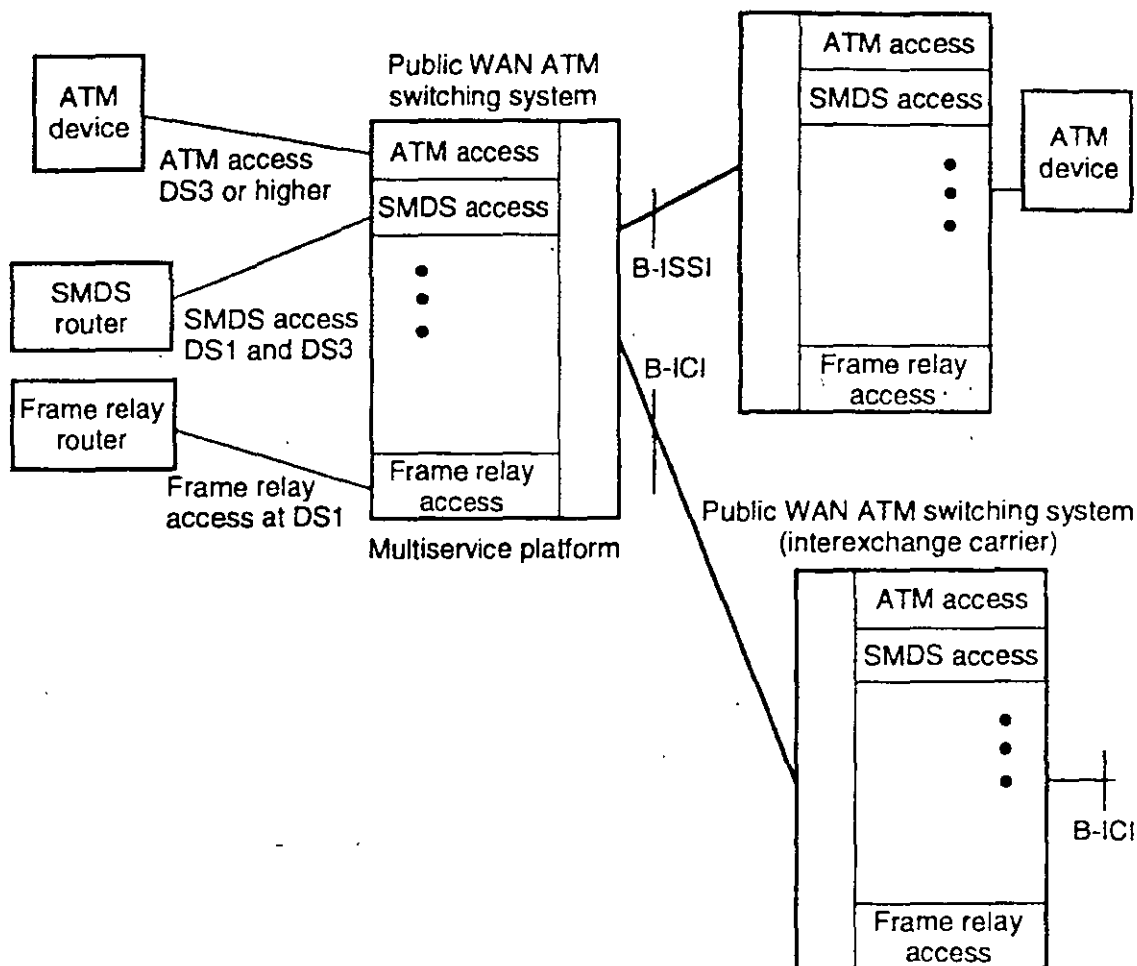 ATM
device
ATM access
DS3 or higher
SMDS
router
SMDS access
DS1 and DS3
Frame relay
router
Frame relay
access at DS1
Public WAN ATM
switching system
ATM access
SMDS access
Frame relay
access
Multiservice platform
B-ISSI
B-ICI
ATM access
SMDS access
Frame relay
access
ATM
device
Public WAN ATM switching system
(interexchange carrier)
ATM access
SMDS access
Frame relay
access
B-ICI